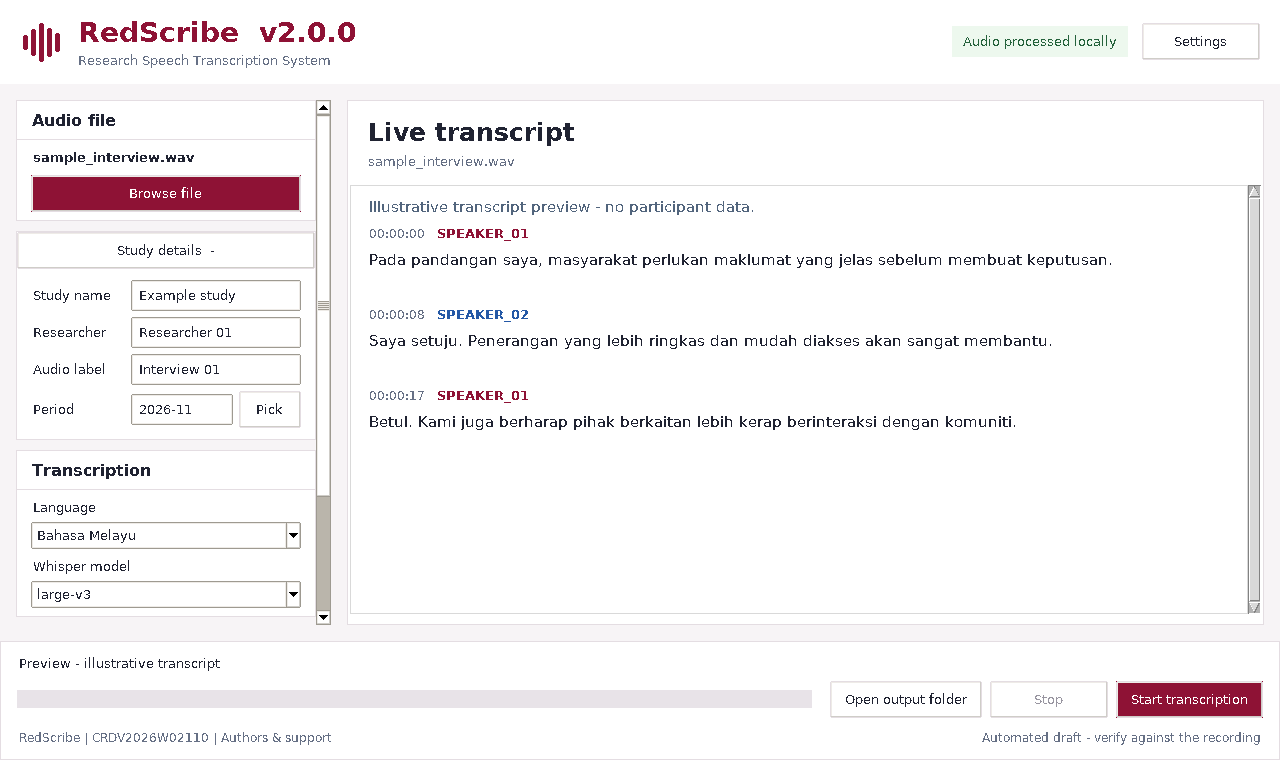 RedScribe v2.0.0
Research Speech Transcription System
Audio processed locally
Settings
Audio file
sample_interview.wav
Browse file
Study details -
Study name
Example study
Researcher
Researcher 01
Audio label
Interview 01
Period
2026-11
Pick
Transcription
Language
Bahasa Melayu
Whisper model
large-v3
Live transcript
sample_interview.wav
Illustrative transcript preview - no participant data.
00:00:00 SPEAKER_01
Pada pandangan saya, masyarakat perlukan maklumat yang jelas sebelum membuat keputusan.
00:00:08 SPEAKER_02
Saya setuju. Penerangan yang lebih ringkas dan mudah diakses akan sangat membantu.
00:00:17 SPEAKER_01
Betul. Kami juga berharap pihak berkaitan lebih kerap berinteraksi dengan komuniti.
Preview - illustrative transcript
Open output folder
Stop
Start transcription
RedScribe | CRDV2026W02110 | Authors & support
Automated draft - verify against the recording